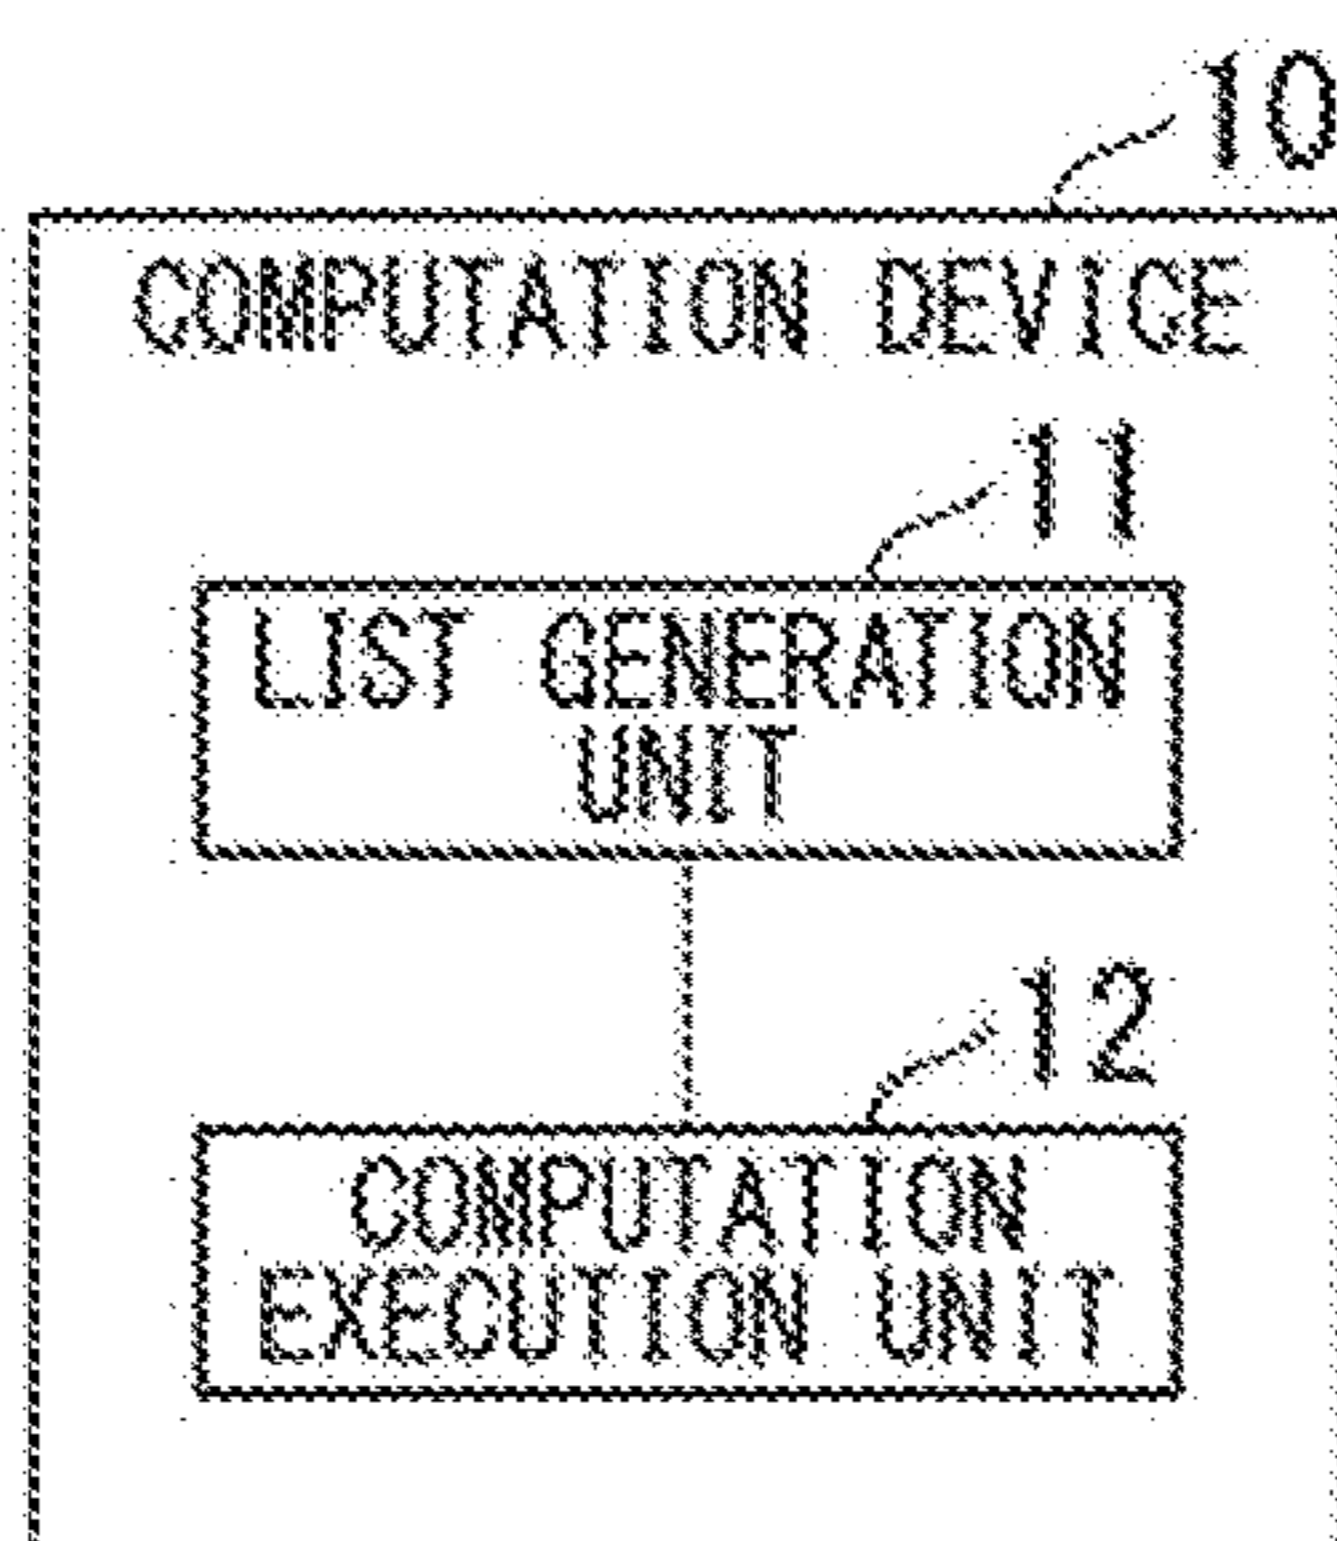 10
COMPUTATION DEVICE
11
LIST GENERATION
UNIT
12
COMPUTATION
EXECUTION UNIT